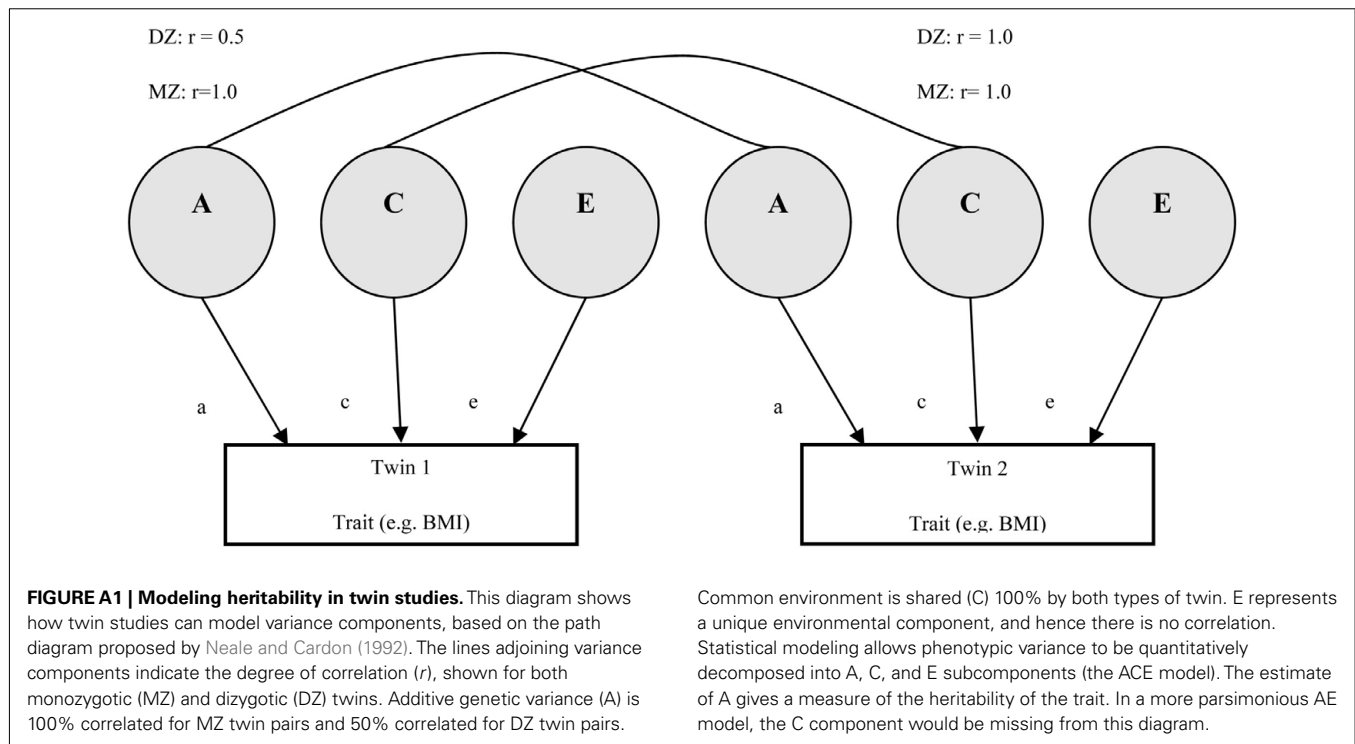 DZ: r = 0.5
DZ: r = 1.0
MZ: r=1.0
MZ: r= 1.0
A
C
E
A
C
E
a
c
e
a
c
e
Twin 1
Trait (e.g. BMI)
Twin 2
Trait (e.g. BMI)
FIGURE A1 | Modeling heritability in twin studies. This diagram shows
how twin studies can model variance components, based on the path
diagram proposed by Neale and Cardon (1992). The lines adjoining variance
components indicate the degree of correlation (r), shown for both
monozygotic (MZ) and dizygotic (DZ) twins. Additive genetic variance (A) is
100% correlated for MZ twin pairs and 50% correlated for DZ twin pairs.
Common environment is shared (C) 100% by both types of twin. E represents
a unique environmental component, and hence there is no correlation.
Statistical modeling allows phenotypic variance to be quantitatively
decomposed into A, C, and E subcomponents (the ACE model). The estimate
of A gives a measure of the heritability of the trait. In a more parsimonious AE
model, the C component would be missing from this diagram.